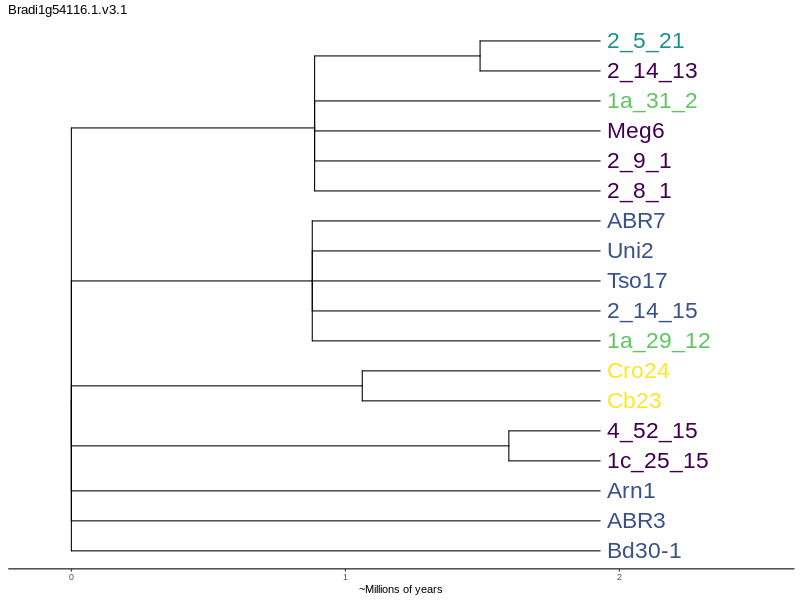 Bradi1g54116.1.v3.1
2_5_21
2_14_13
1a_31_2
Meg6
2_9_1
2_8_1
ABR7
Uni2
Tso17
2_14_15
1a_29_12
Cro24
Cb23
4_52_15
1c_25_15
Arn1
ABR3
Bd30-1
0 1 2
~Millions of years